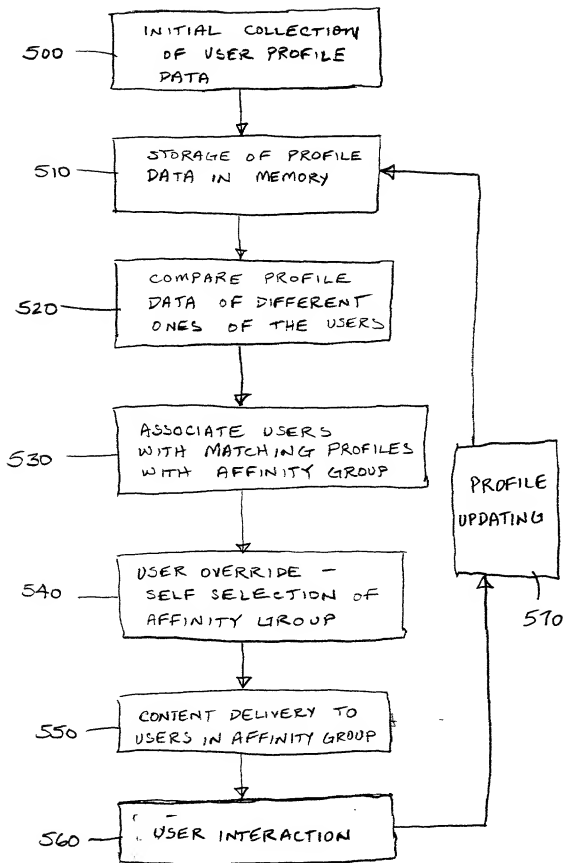 500
INITIAL COLLECTION
OF USER PROFILE
DATA
510
STORAGE OF PROFILE
DATA IN MEMORY
520
COMPARE PROFILE
DATA OF DIFFERENT
ONES OF THE USERS
530
ASSOCIATE USERS
WITH MATCHING PROFILES
WITH AFFINITY GROUP
PROFILE
UPDATING
570
540
USER OVERRIDE -
SELF SELECTION OF
AFFINITY GROUP
550
CONTENT DELIVERY TO
USERS IN AFFINITY GROUP
560
USER INTERACTION